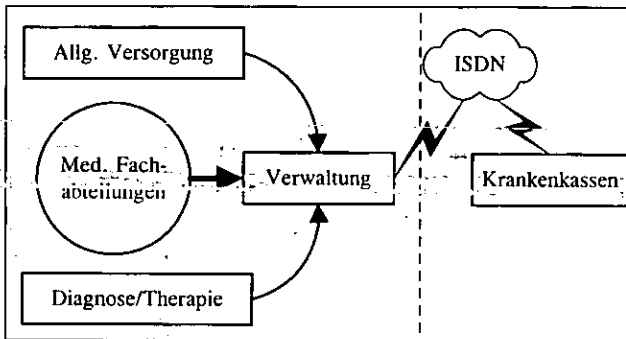 Allg. Versorgung
ISDN
Med. Fach-
abteilungen
Verwaltung
Krankenkassen
Diagnose/Therapie